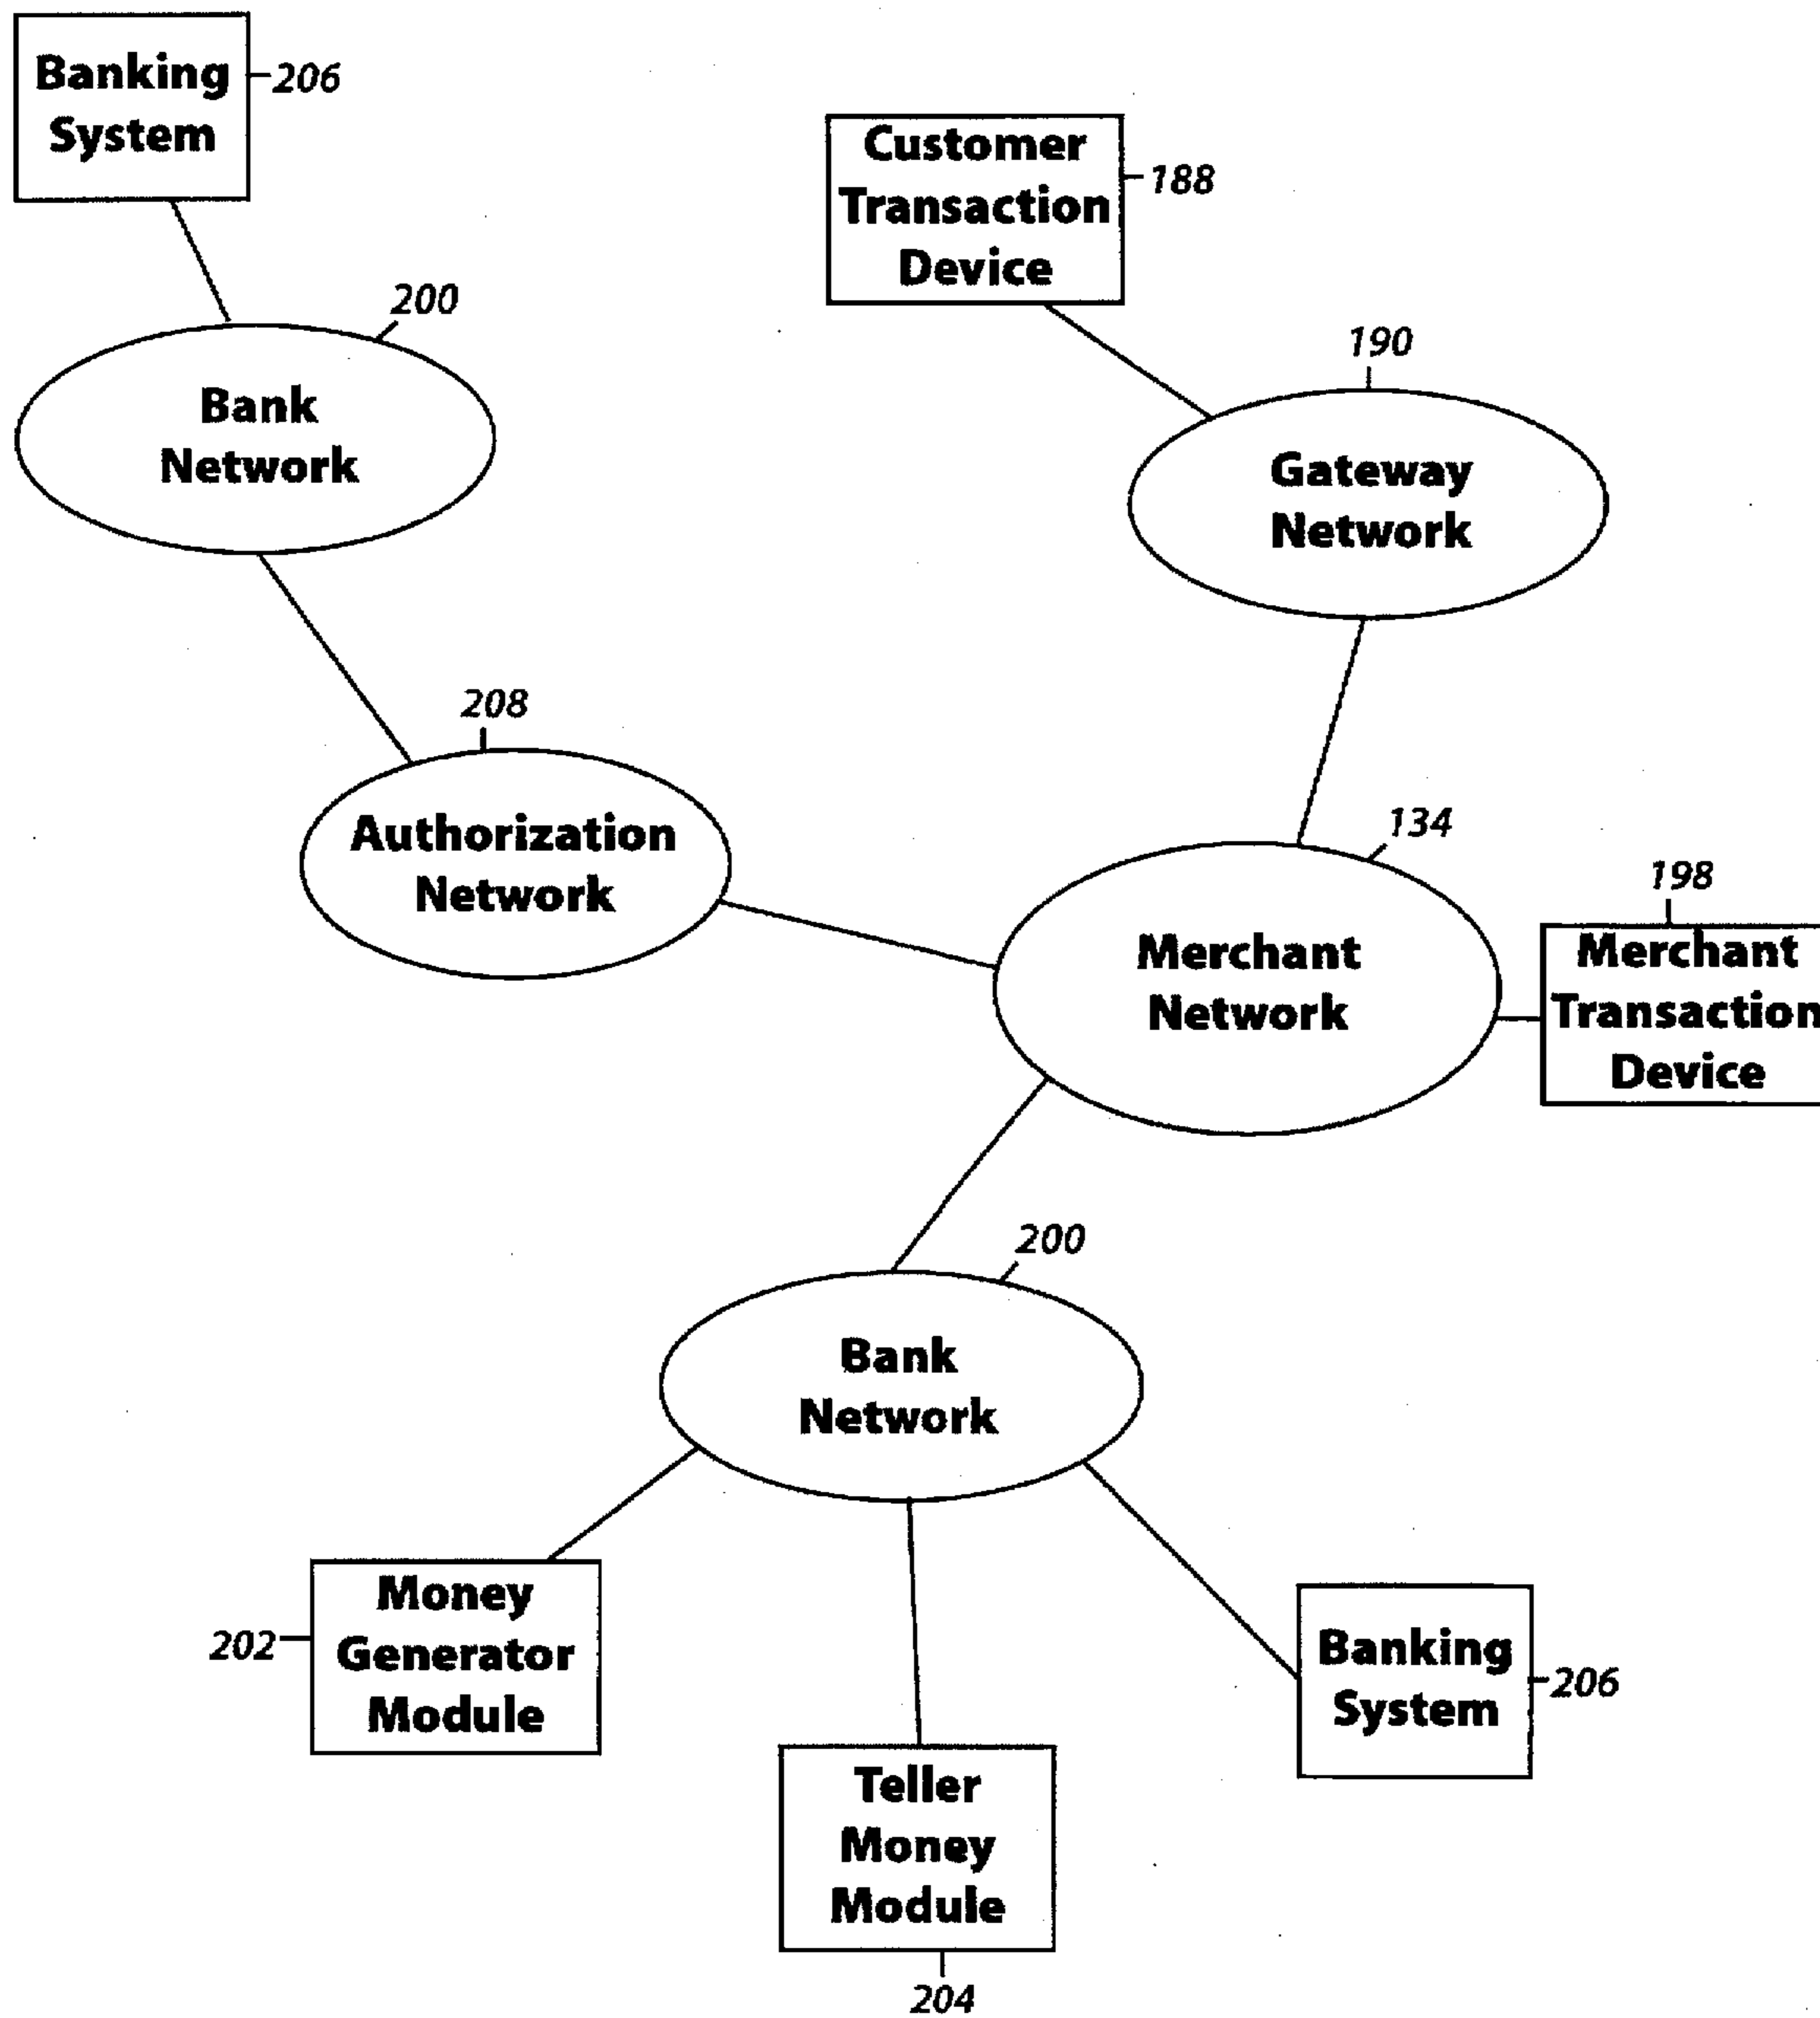 Banking
System
206
Customer
Transaction
Device
188
200
Bank
Network
190
Gateway
Network
208
Authorization
Network
134
Merchant
Network
198
Merchant
Transaction
Device
200
Bank
Network
Money
Generator
Module
202
Banking
System
206
Teller
Money
Module
204